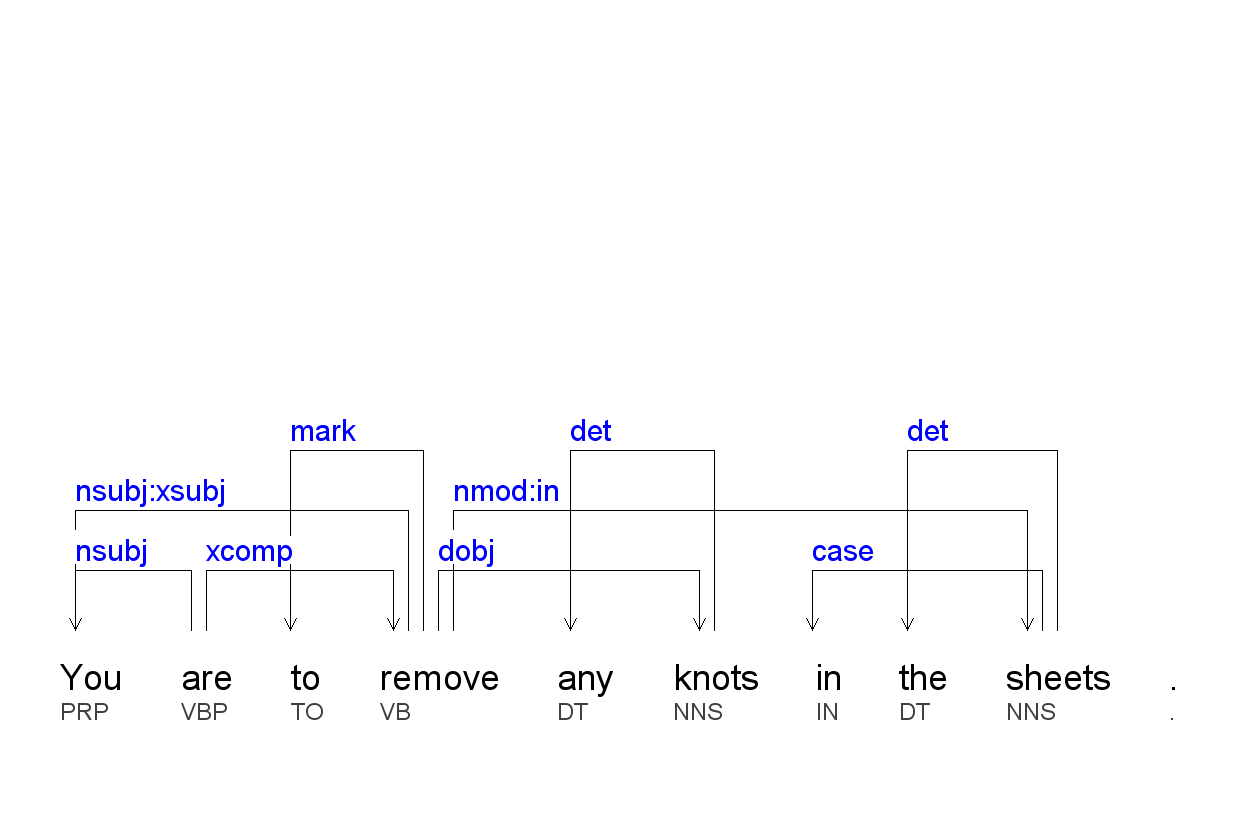 mark det det
nsubj:xsubj nmod:in
nsubj xcomp dobj case
You are to remove any knots in the sheets .
PRP VBP TO VB DT NNS IN DT NNS .